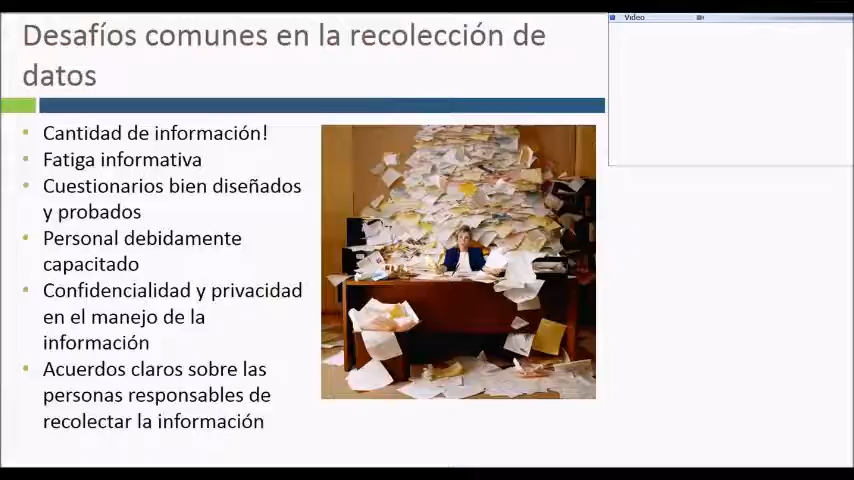 Desafíos comunes en la recolección de
datos
Video
Cantidad de información!
Fatiga informativa
Cuestionarios bien diseñados
y probados
Personal debidamente
capacitado
Confidencialidad y privacidad
en el manejo de la
información
Acuerdos claros sobre las
personas responsables de
recolectar la información